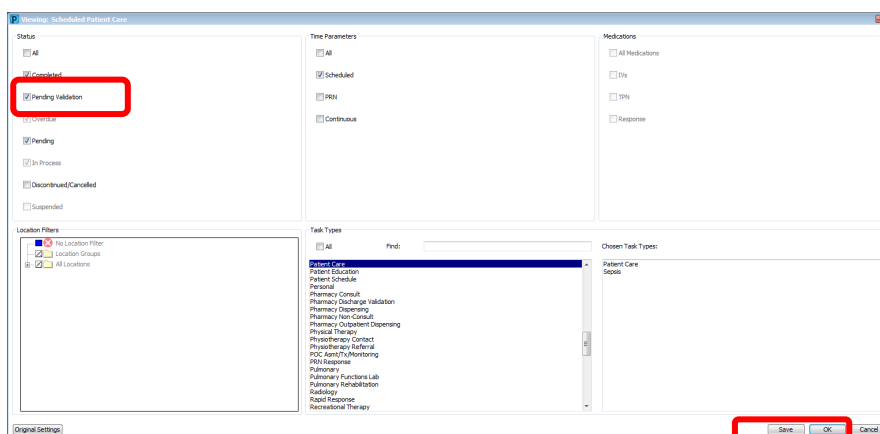 Viewing: Scheduled Patient Care
Status
All
Completed
Pending Validation
Overdue
Pending
In Process
Discontinued/Cancelled
Suspended
Time Parameters
All
Scheduled
PRN
Continuous
Medications
All Medications
IVs
TPN
Response
Location Filters
No Location Filter
Location Groups
All Locations
Task Types
All
Find:
Patient Care
Patient Education
Patient Schedule
Personal
Pharmacy Consult
Pharmacy Discharge Validation
Pharmacy Dispensing
Pharmacy Non-Consult
Pharmacy Outpatient Dispensing
Physical Therapy
Physiotherapy Contact
Physiotherapy Referral
POC Asmt/Tx/Monitoring
PRN Response
Pulmonary
Pulmonary Functions Lab
Pulmonary Rehabilitation
Radiology
Rapid Response
Recreational Therapy
Chosen Task Types:
Patient Care
Sepsis
Original Settings
Save
OK
Cancel